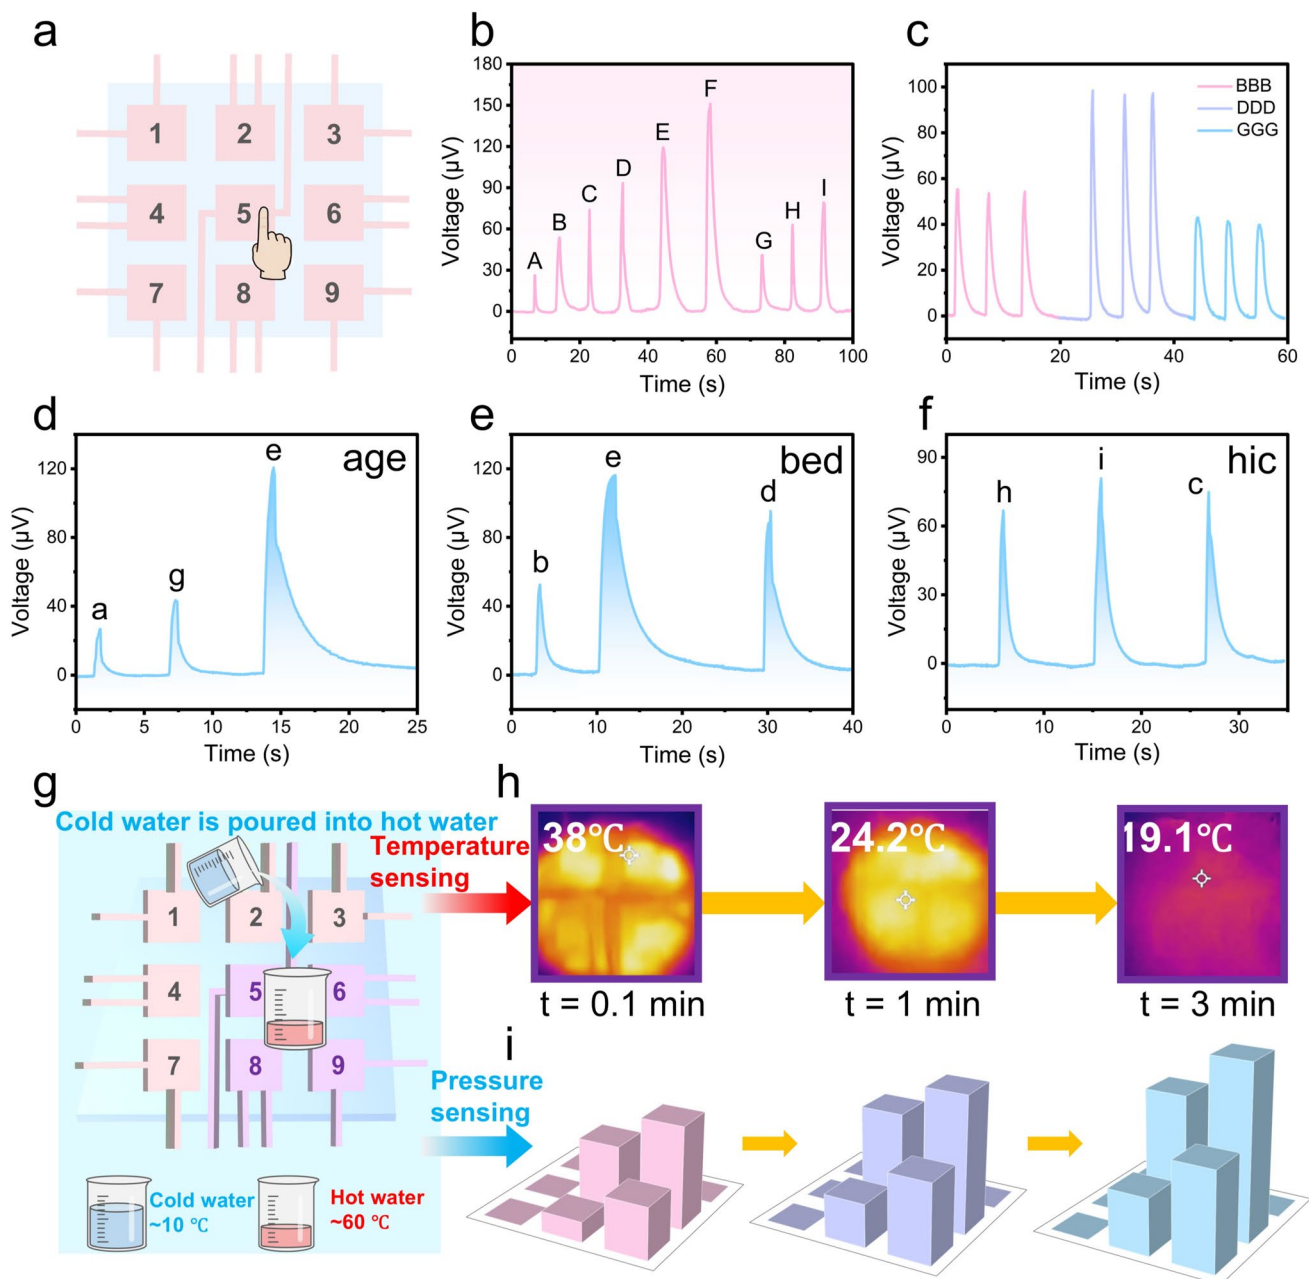 a
1
2
3
4
5
6
7
8
9
b
Voltage (μV)
180
150
120
90
60
30
0
A
B
C
D
E
F
G
H
I
0
20
40
60
80
100
Time (s)
c
Voltage (μV)
100
80
60
40
20
0
BBB
DDD
GGG
0
20
40
60
Time (s)
d
Voltage (μV)
120
80
40
0
a
g
e
age
0
5
10
15
20
25
Time (s)
e
Voltage (μV)
120
80
40
0
b
e
d
bed
0
10
20
30
40
Time (s)
f
Voltage (μV)
90
60
30
0
h
i
c
hic
0
10
20
30
Time (s)
g
Cold water is poured into hot water
1
2
3
4
5
6
7
8
9
Cold water
~10 ℃
Hot water
~60 ℃
Temperature
sensing
Pressure
sensing
h
38℃
24.2℃
19.1℃
t = 0.1 min
t = 1 min
t = 3 min
i